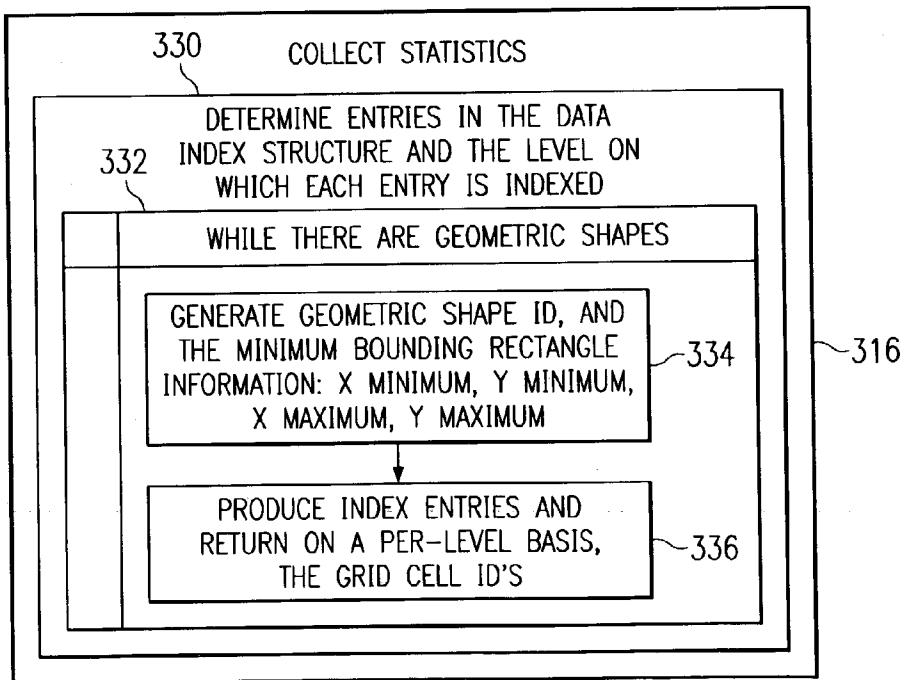 COLLECT STATISTICS
330
DETERMINE ENTRIES IN THE DATA
INDEX STRUCTURE AND THE LEVEL ON
WHICH EACH ENTRY IS INDEXED
332
WHILE THERE ARE GEOMETRIC SHAPES
GENERATE GEOMETRIC SHAPE ID, AND
THE MINIMUM BOUNDING RECTANGLE
INFORMATION: X MINIMUM, Y MINIMUM,
X MAXIMUM, Y MAXIMUM
334
316
PRODUCE INDEX ENTRIES AND
RETURN ON A PER-LEVEL BASIS,
THE GRID CELL ID'S
336